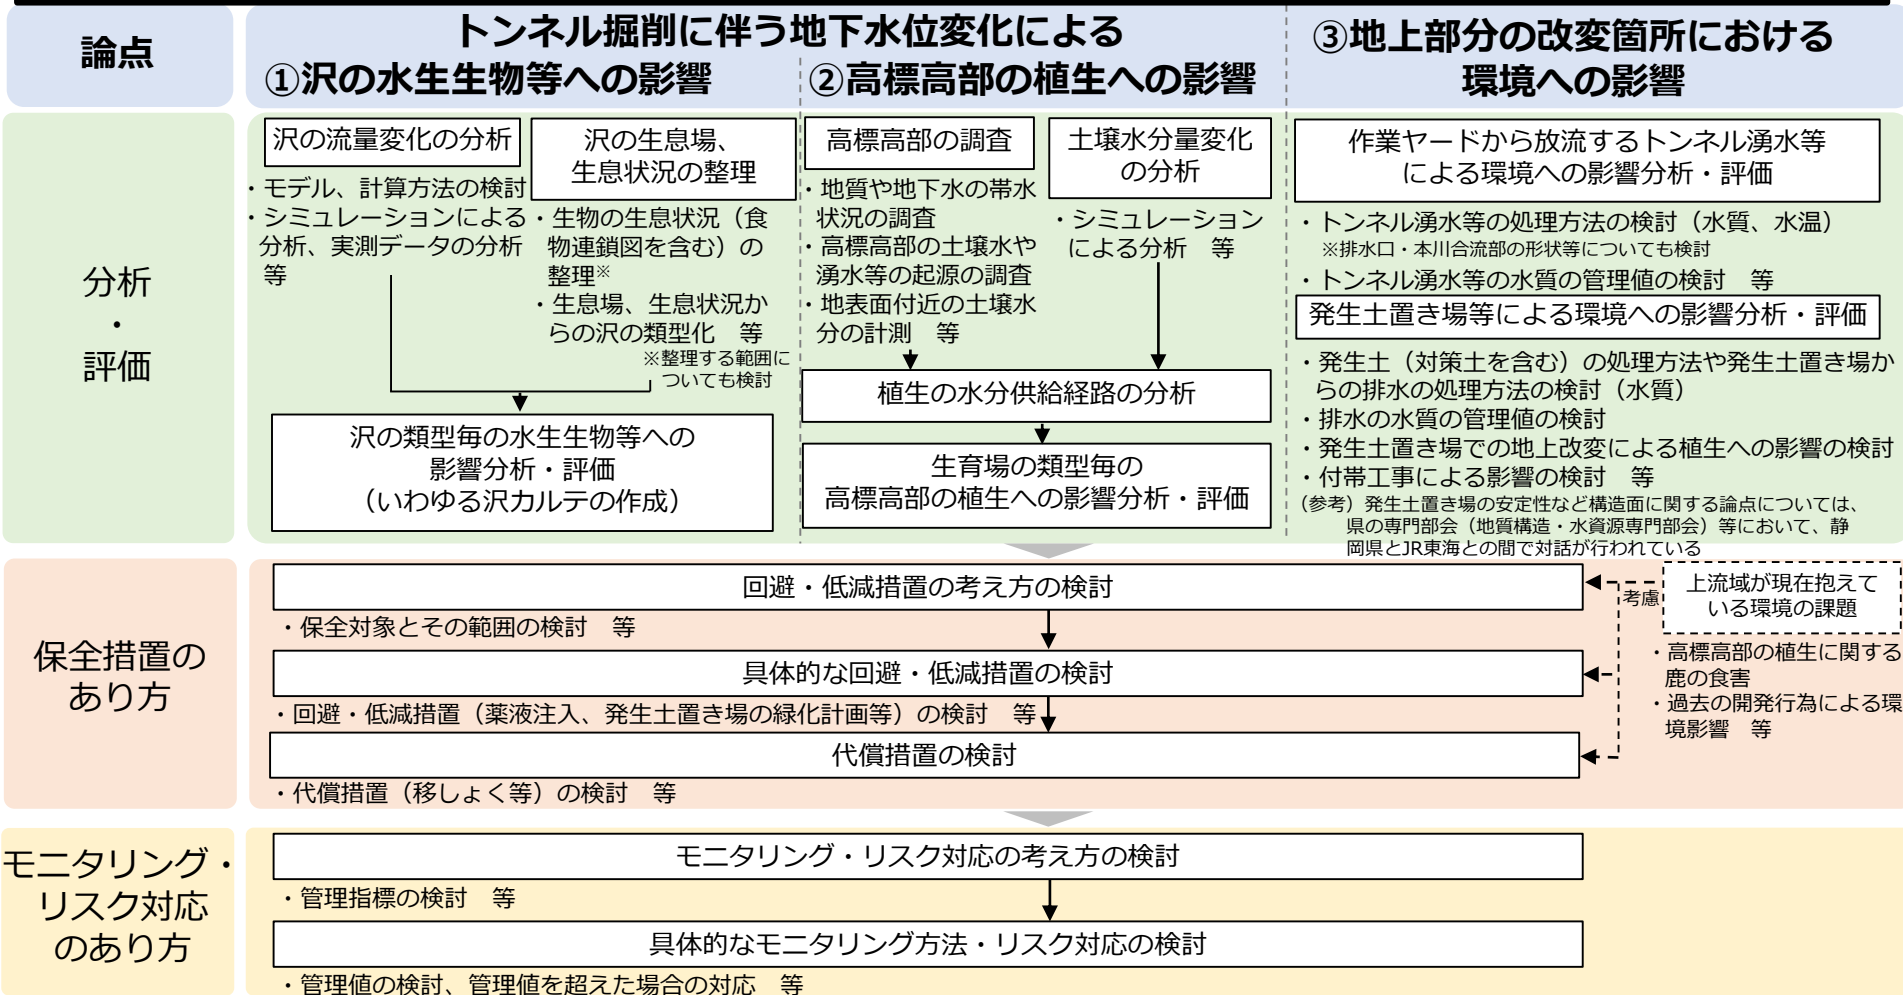 論点
トンネル掘削に伴う地下水位変化による
①沢の水生生物等への影響
②高標高部の植生への影響
③地上部分の改変箇所における
環境への影響
分析
・
評価
沢の流量変化の分析
・モデル、計算方法の検討
・シミュレーションによる
分析、実測データの分析
等
沢の生息場、
生息状況の整理
・生物の生息状況（食
物連鎖図を含む）の
整理※
・生息場、生息状況か
らの沢の類型化　等
※整理する範囲に
ついても検討
沢の類型毎の水生生物等への
影響分析・評価
（いわゆる沢カルテの作成）
高標高部の調査
・地質や地下水の帯水
状況の調査
・高標高部の土壌水や
湧水等の起源の調査
・地表面付近の土壌水
分の計測　等
土壌水分量変化
の分析
・シミュレーション
による分析　等
植生の水分供給経路の分析
生育場の類型毎の
高標高部の植生への影響分析・評価
作業ヤードから放流するトンネル湧水等
による環境への影響分析・評価
・トンネル湧水等の処理方法の検討（水質、水温）
※排水口・本川合流部の形状等についても検討
・トンネル湧水等の水質の管理値の検討　等
発生土置き場等による環境への影響分析・評価
・発生土（対策土を含む）の処理方法や発生土置き場か
らの排水の処理方法の検討（水質）
・排水の水質の管理値の検討
・発生土置き場での地上改変による植生への影響の検討
・付帯工事による影響の検討　等
（参考）発生土置き場の安定性など構造面に関する論点については、
県の専門部会（地質構造・水資源専門部会）等において、静
岡県とJR東海との間で対話が行われている
保全措置の
あり方
回避・低減措置の考え方の検討
・保全対象とその範囲の検討　等
具体的な回避・低減措置の検討
・回避・低減措置（薬液注入、発生土置き場の緑化計画等）の検討　等
代償措置の検討
・代償措置（移しょく等）の検討　等
考慮
上流域が現在抱えて
いる環境の課題
・高標高部の植生に関する
鹿の食害
・過去の開発行為による環
境影響　等
モニタリング・
リスク対応
のあり方
モニタリング・リスク対応の考え方の検討
・管理指標の検討　等
具体的なモニタリング方法・リスク対応の検討
・管理値の検討、管理値を超えた場合の対応　等